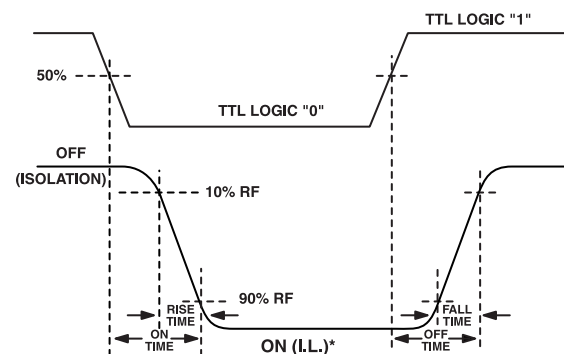 TTL LOGIC "1"
50%
TTL LOGIC "0"
OFF
(ISOLATION)
10% RF
90% RF
RISE
TIME
FALL
TIME
ON
TIME
ON (I.L.)*
OFF
TIME